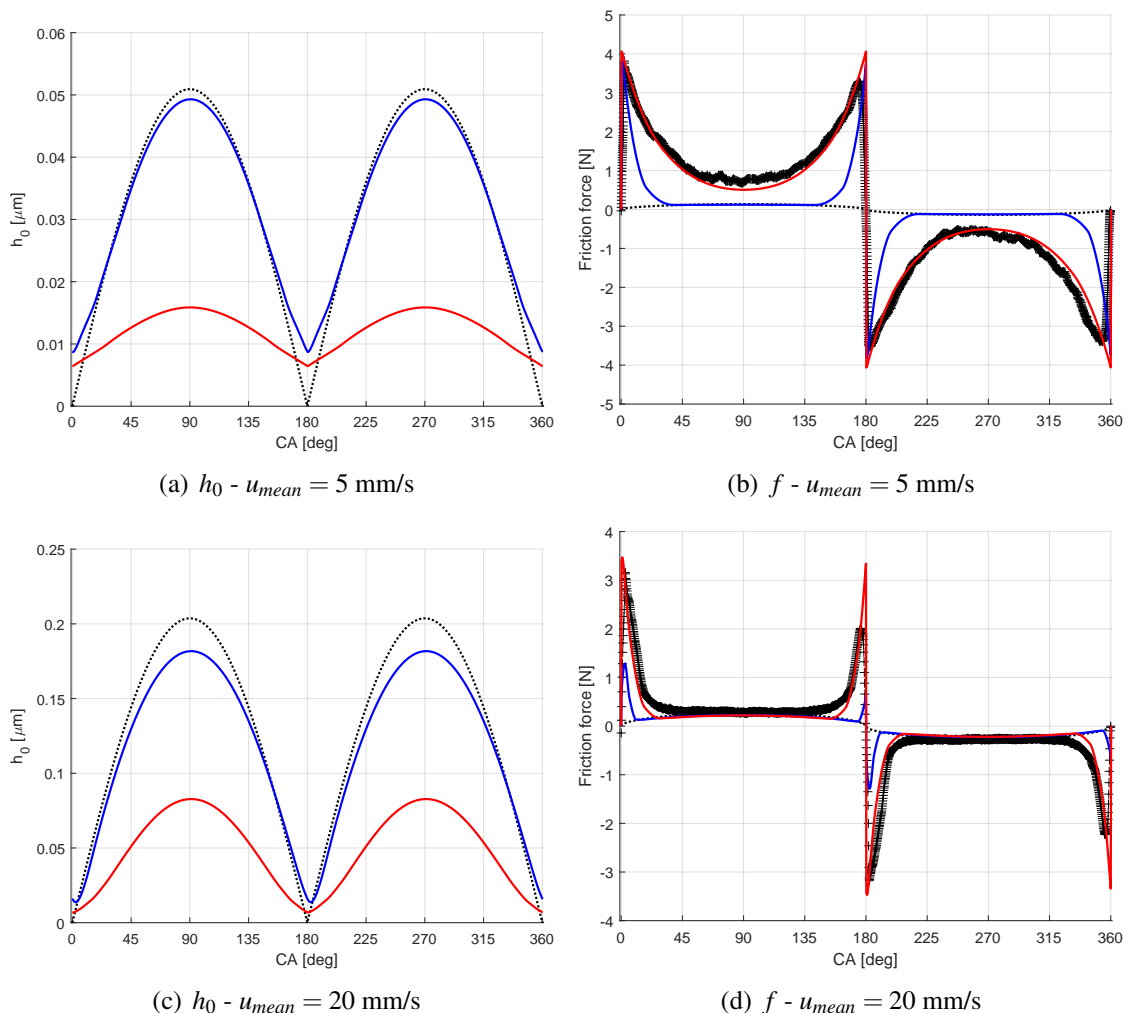 0.06
0.05
0.04
0.03
0.02
0.01
0
h0 [μm]
0 45 90 135 180 225 270 315 360
CA [deg]
(a) h0 - umean = 5 mm/s
5
4
3
2
1
0
-1
-2
-3
-4
-5
Friction force [N]
0 45 90 135 180 225 270 315 360
CA [deg]
(b) f - umean = 5 mm/s
0.25
0.2
0.15
0.1
0.05
0
h0 [μm]
0 45 90 135 180 225 270 315 360
CA [deg]
(c) h0 - umean = 20 mm/s
4
3
2
1
0
-1
-2
-3
-4
Friction force [N]
0 45 90 135 180 225 270 315 360
CA [deg]
(d) f - umean = 20 mm/s